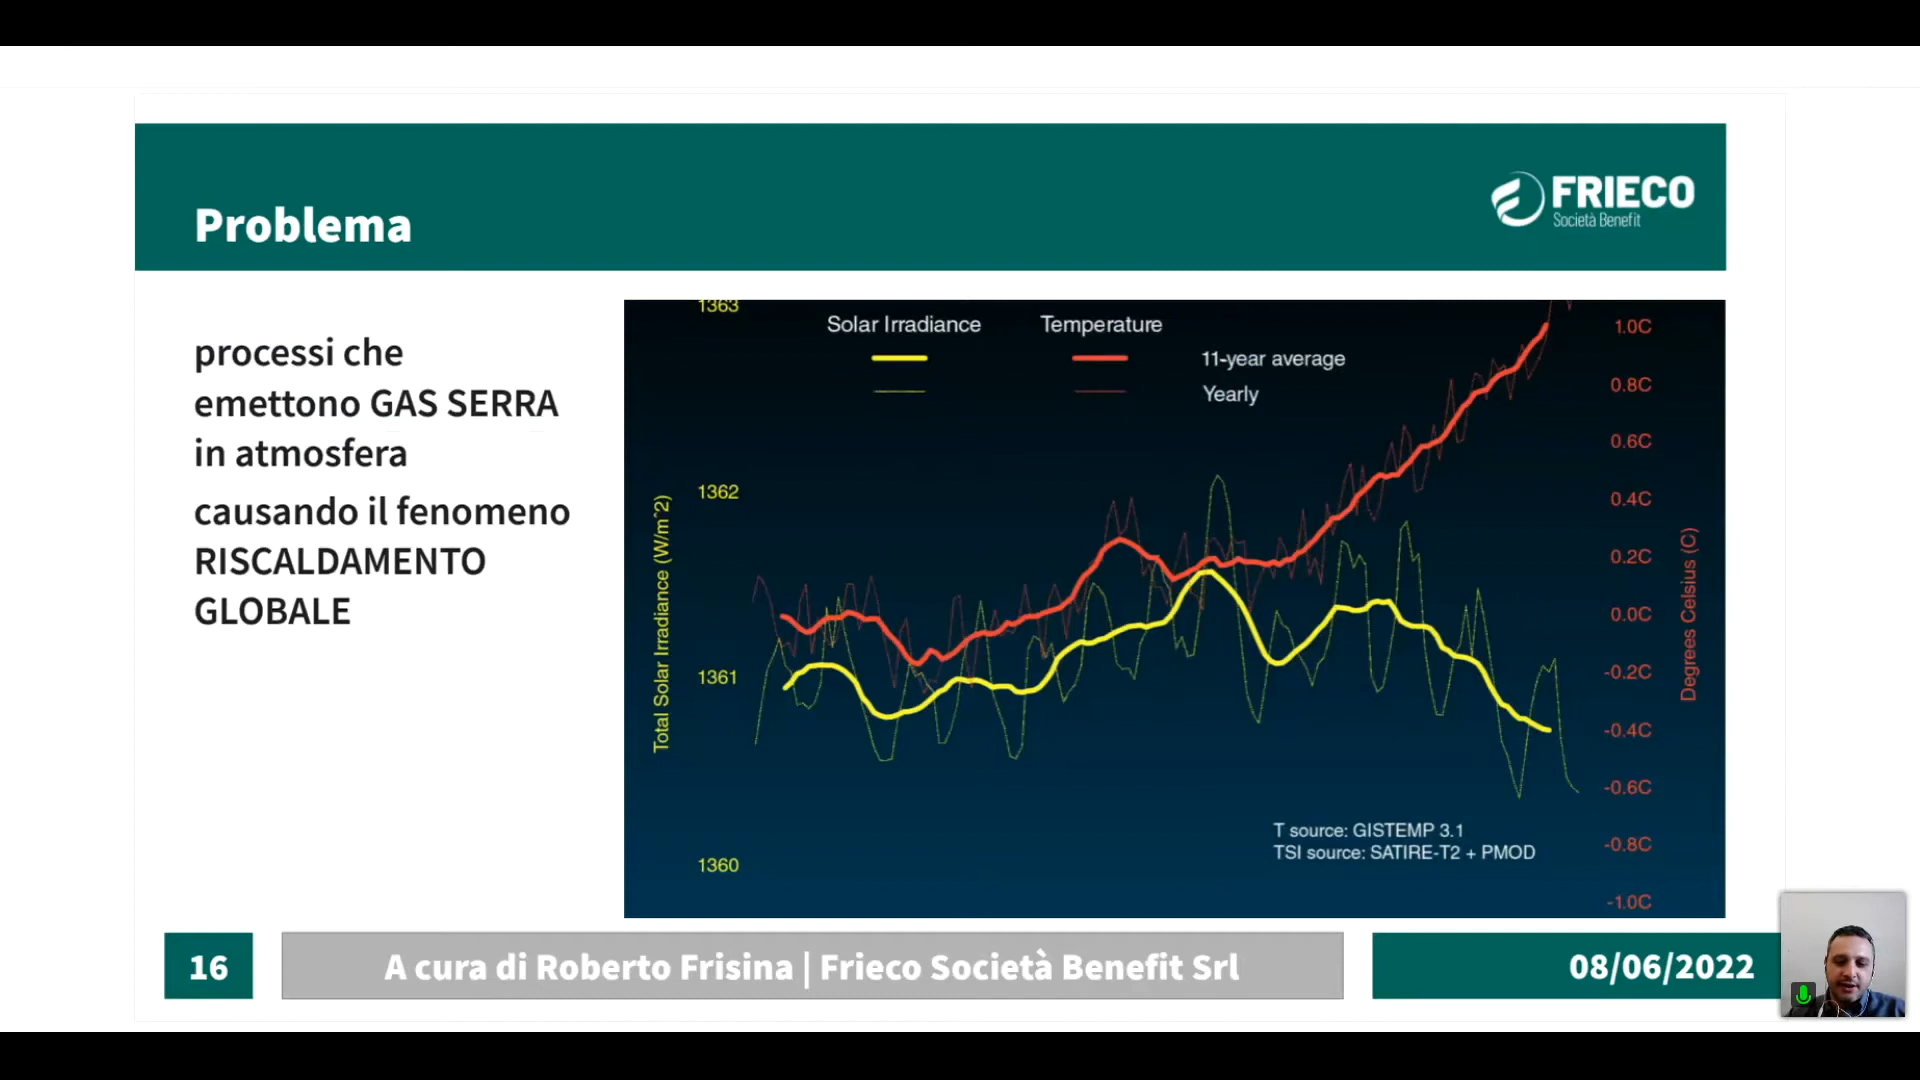 Problema
FRIECO
Società Benefit
processi che
emettono GAS SERRA
in atmosfera
causando il fenomeno
RISCALDAMENTO
GLOBALE
1363
1362
1361
1360
Total Solar Irradiance (W/m^2)
Solar Irradiance
Temperature
11-year average
Yearly
1.0C
0.8C
0.6C
0.4C
0.2C
0.0C
-0.2C
-0.4C
-0.6C
-0.8C
-1.0C
Degrees Celsius (C)
T source: GISTEMP 3.1
TSI source: SATIRE-T2 + PMOD
16
A cura di Roberto Frisina | Frieco Società Benefit Srl
08/06/2022